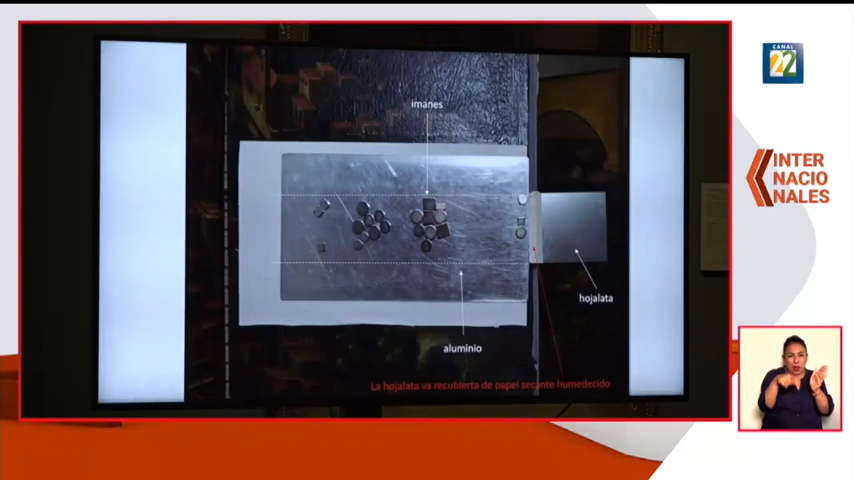 CANAL
22
imanes
INTER
NACIO
NALES
hojalata
aluminio
La hojalata va recubierta de papel secante humedecido